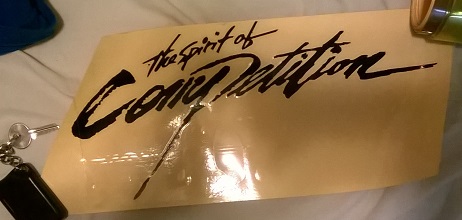 The spirit of
Competition